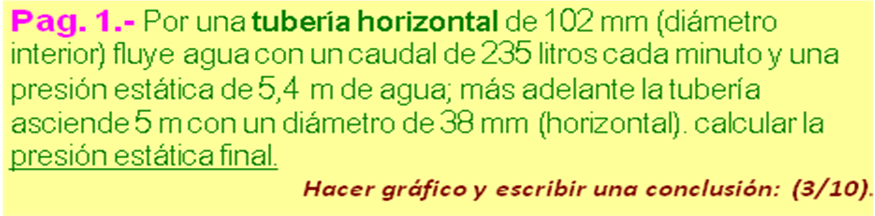 Pag. 1.- Por una tubería horizontal de 102 mm (diámetro
interior) fluye agua con un caudal de 235 litros cada minuto y una
presión estática de 5,4 m de agua; más adelante la tubería
asciende 5 m con un diámetro de 38 mm (horizontal). calcular la
presión estática final.
Hacer gráfico y escribir una conclusión: (3/10).